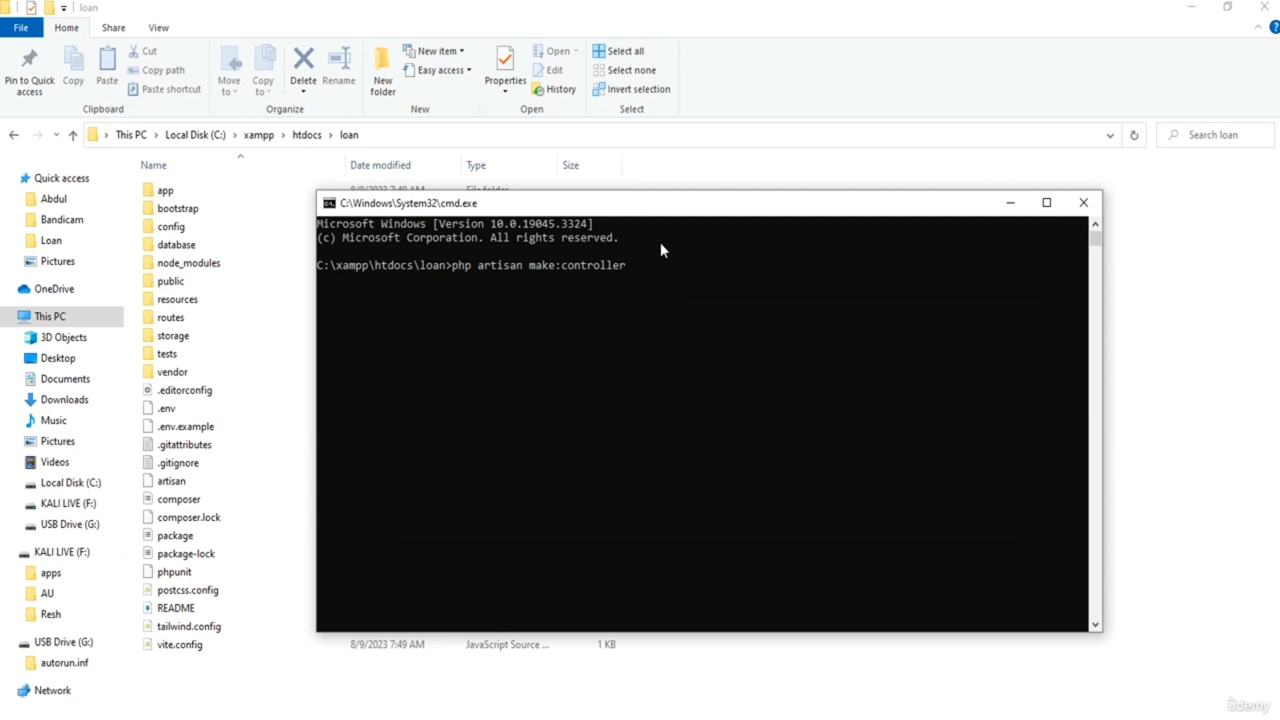 loan
File Home Share View
Pin to Quick access
Copy
Paste
Cut
Copy path
Paste shortcut
Clipboard
Move to
Copy to
Delete
Rename
Organize
New folder
New item
Easy access
New
Properties
Open
Edit
History
Open
Select all
Select none
Invert selection
Select
This PC > Local Disk (C:) > xampp > htdocs > loan
Search loan
Name Date modified Type Size
Quick access
Abdul
Bandicam
Loan
Pictures
OneDrive
This PC
3D Objects
Desktop
Documents
Downloads
Music
Pictures
Videos
Local Disk (C:)
KALI LIVE (F:)
USB Drive (G:)
KALI LIVE (F:)
apps
AU
Resh
USB Drive (G:)
autorun.inf
Network
app
bootstrap
config
database
node_modules
public
resources
routes
storage
tests
vendor
.editorconfig
.env
.env.example
.gitattributes
.gitignore
artisan
composer
composer.lock
package
package-lock
phpunit
postcss.config
README
tailwind.config
vite.config 8/9/2023 7:49 AM JavaScript Source ... 1 KB
C:\Windows\System32\cmd.exe
Microsoft Windows [Version 10.0.19045.3324]
(c) Microsoft Corporation. All rights reserved.
C:\xampp\htdocs\loan>php artisan make:controller
ûdemy